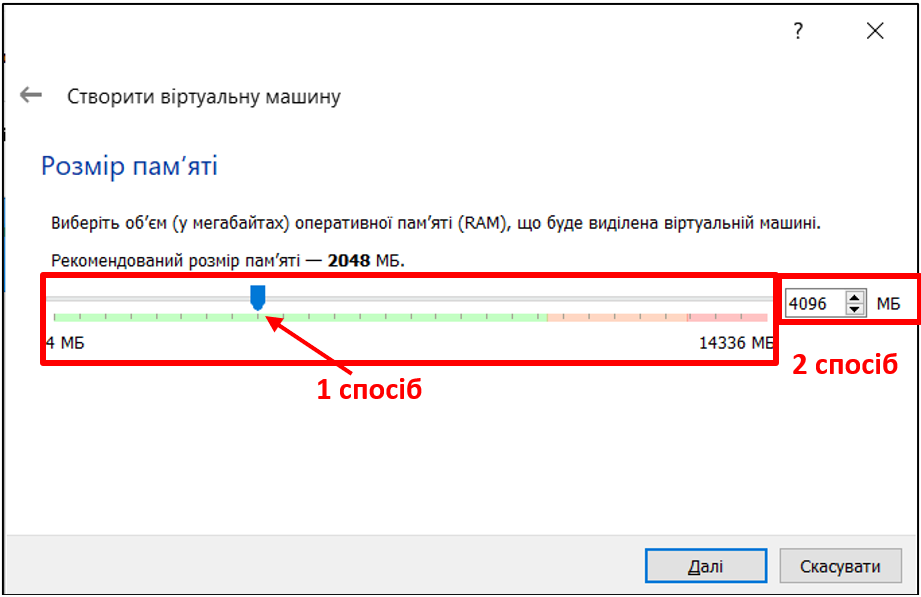 ?
Створити віртуальну машину
Розмір пам’яті
Виберіть об’єм (у мегабайтах) оперативної пам’яті (RAM), що буде виділена віртуальній машині.
Рекомендований розмір пам’яті — 2048 МБ.
4096 МБ
4 МБ 14336 МБ
1 спосіб
2 спосіб
Далі Скасувати